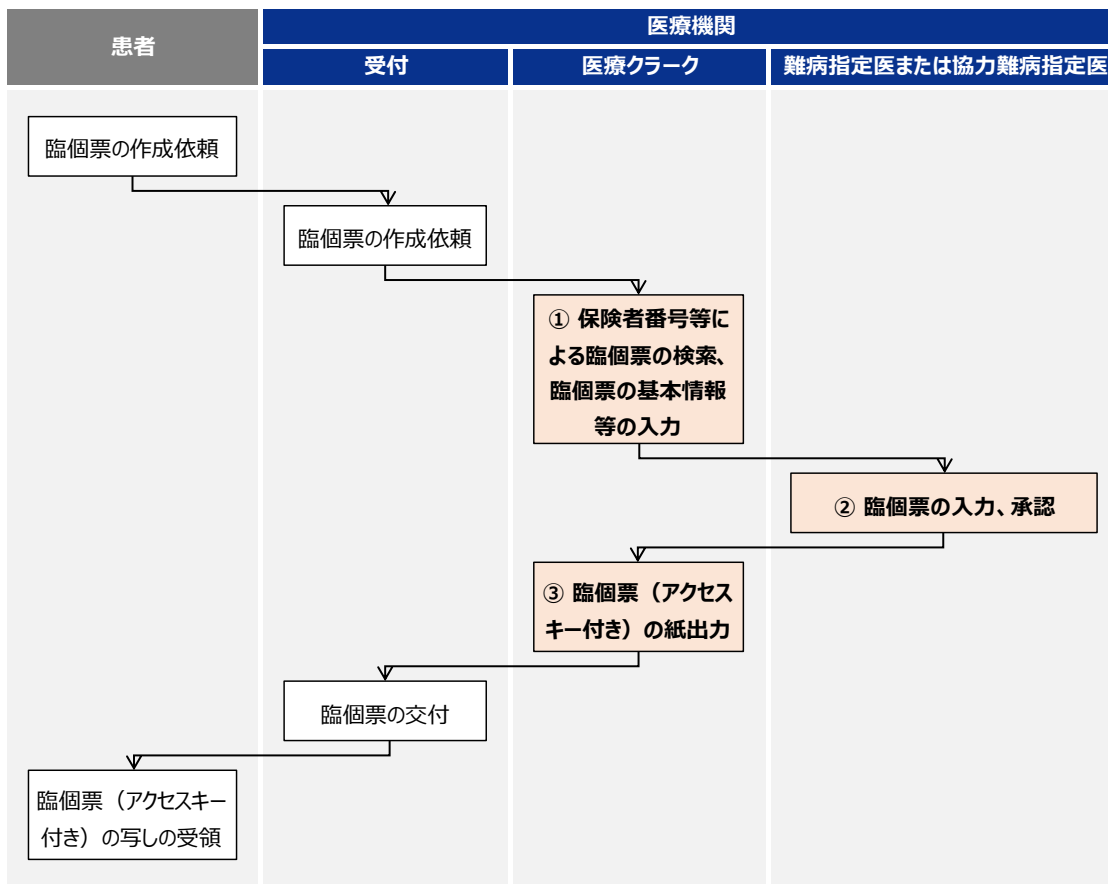 患者
医療機関
受付
医療クラーク
難病指定医または協力難病指定医
臨個票の作成依頼
臨個票の作成依頼
① 保険者番号等に
よる臨個票の検索、
臨個票の基本情報
等の入力
② 臨個票の入力、承認
③ 臨個票（アクセス
キー付き）の紙出力
臨個票の交付
臨個票（アクセスキー
付き）の写しの受領